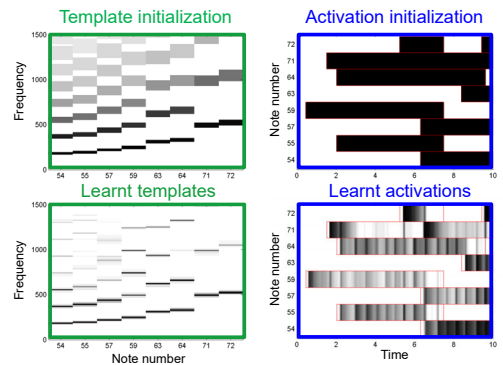 Template initialization
Activation initialization
Frequency
1500
1000
500
0
54 55 57 59 63 64 71 72
Note number
72
71
64
63
59
57
55
54
0 2 4 6 8 10
Learnt templates
Learnt activations
Frequency
1500
1000
500
0
54 55 57 59 63 64 71 72
Note number
Note number
72
71
64
63
59
57
55
54
0 2 4 6 8 10
Time